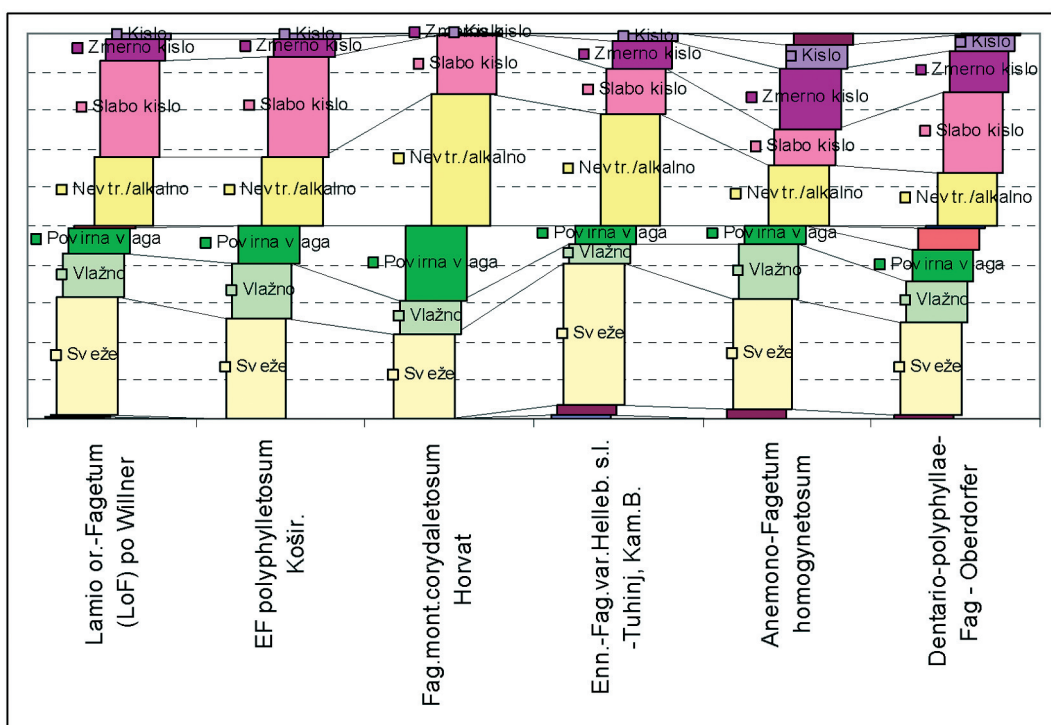 Kislo
Zmerno kislo
Slabo kislo
Nevtr./alkalno
Povirna vlaga
Vlažno
Sveže
Kislo
Zmerno kislo
Slabo kislo
Nevtr./alkalno
Povirna vlaga
Vlažno
Sveže
Zmerno kislo
Kislo
Slabo kislo
Nevtr./alkalno
Povirna vlaga
Vlažno
Sveže
Kislo
Zmerno kislo
Slabo kislo
Nevtr./alkalno
Povirna vlaga
Vlažno
Sveže
Kislo
Zmerno kislo
Slabo kislo
Nevtr./alkalno
Povirna vlaga
Vlažno
Sveže
Kislo
Zmerno kislo
Slabo kislo
Nevtr./alkalno
Povirna vlaga
Vlažno
Sveže
Lamio or.-Fagetum
(LoF) po Willner
EF polyphylletosum
Košir.
Fag.mont.corydaletosum
Horvat
Enn.-Fag.var.Helleb. s.l.
-Tuhinj, Kam.B.
Anemono-Fagetum
homogynretosum
Dentario-polyphyllae-
Fag - Oberdorfer